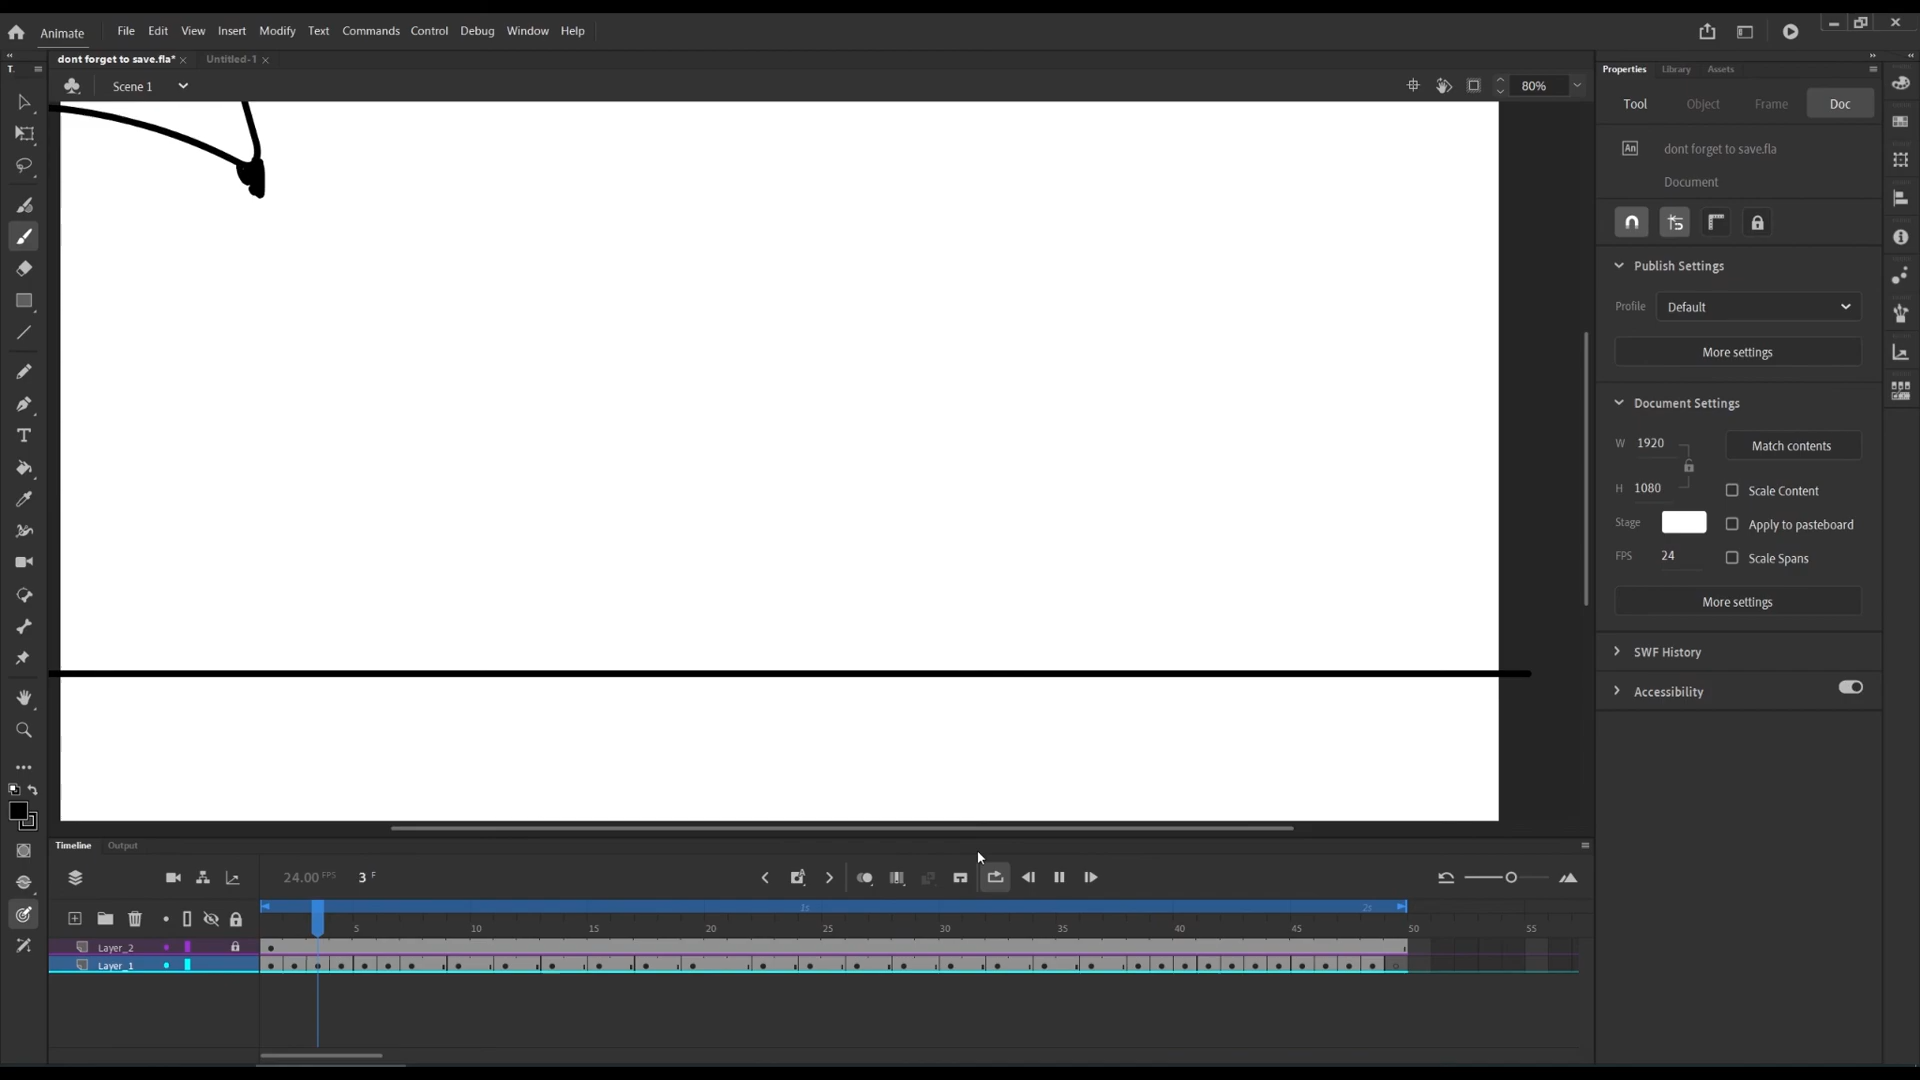 Animate File Edit View Insert Modify Text Commands Control Debug Window Help
dont forget to save.fla* Untitled-1
T. Properties Library Assets
Scene 1 80%
Tool Object Frame Doc
An dont forget to save.fla
Document
Publish Settings
Profile Default
More settings
Document Settings
W 1920 Match contents
H 1080 Scale Content
Stage Apply to pasteboard
FPS 24 Scale Spans
More settings
SWF History
Accessibility
Timeline Output
24.00 FPS 3 F
1s 2s
5 10 15 20 25 30 35 40 45 50 55
Layer_2
Layer_1